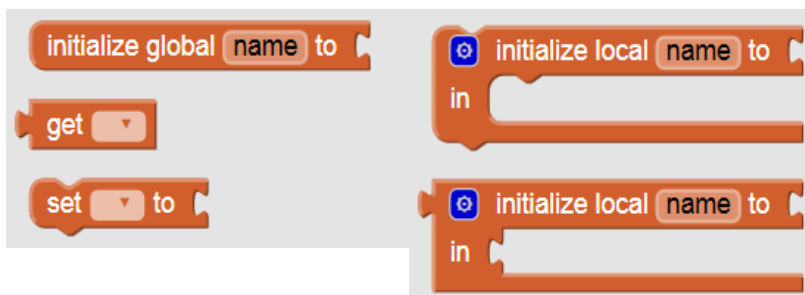 initialize global name to
get
set to
initialize local name to
in
initialize local name to
in